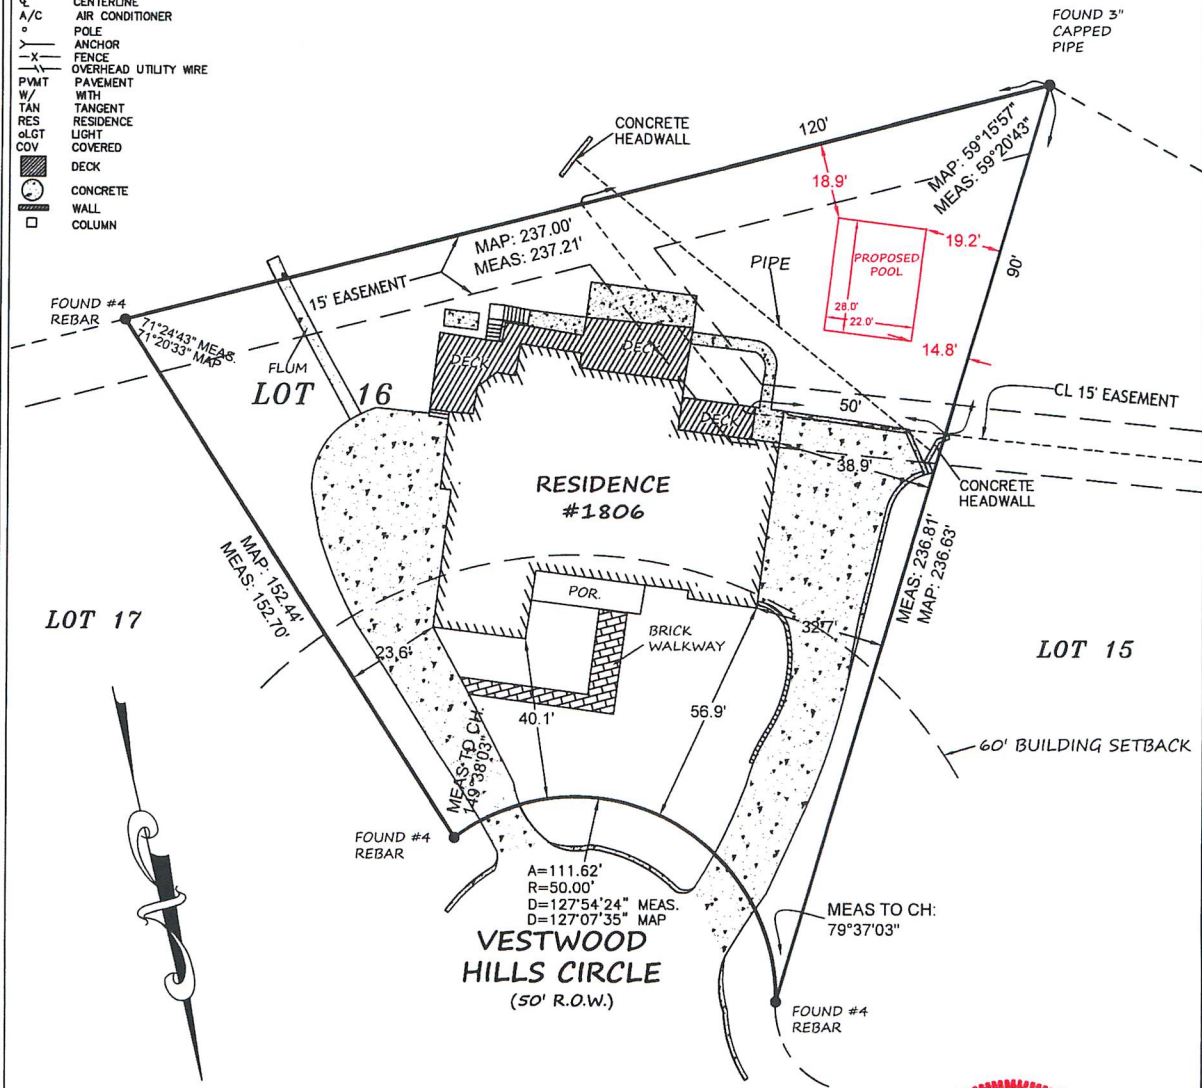 CENTERLINE
A/C AIR CONDITIONER
POLE
ANCHOR
—X— FENCE
OVERHEAD UTILITY WIRE
PVMT PAVEMENT
W/ WITH
TAN TANGENT
RES RESIDENCE
oLGT LIGHT
COV COVERED
DECK
CONCRETE
WALL
COLUMN
FOUND 3"
CAPPED
PIPE
CONCRETE
HEADWALL
120'
MAP: 59°15'57"
MEAS: 59°20'43"
18.9'
19.2'
PROPOSED
POOL
90'
28.0'
22.0'
14.8'
MAP: 237.00'
MEAS: 237.21'
PIPE
15' EASEMENT
FOUND #4
REBAR
71°24'43" MEAS.
71°20'33" MAP
FLUM
LOT 16
DECK
DECK
DECK
50'
CL 15' EASEMENT
38.9'
CONCRETE
HEADWALL
RESIDENCE
#1806
MAP: 152.44'
MEAS: 152.70'
MEAS: 236.81'
MAP: 236.63'
LOT 17
POR.
BRICK
WALKWAY
32.7'
LOT 15
23.6'
40.1'
56.9'
60' BUILDING SETBACK
MEAS TO CH:
149°38'03"
FOUND #4
REBAR
A=111.62'
R=50.00'
D=127°54'24" MEAS.
D=127°07'35" MAP
MEAS TO CH:
79°37'03"
VESTWOOD
HILLS CIRCLE
(50' R.O.W.)
FOUND #4
REBAR